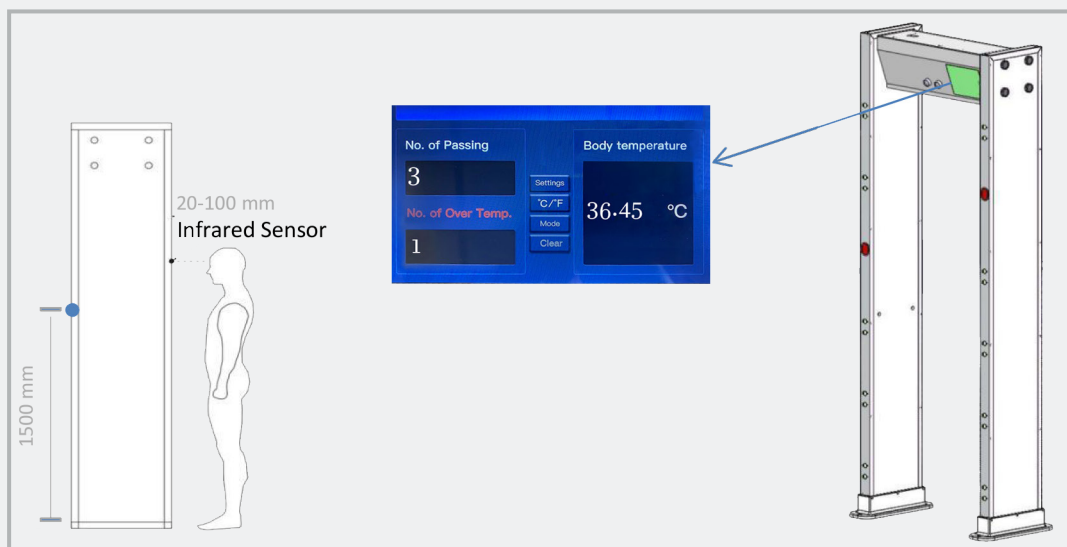 20-100 mm
Infrared Sensor
1500 mm
No. of Passing
3
No. of Over Temp.
1
Settings
°C/°F
Mode
Clear
Body temperature
36.45 °C